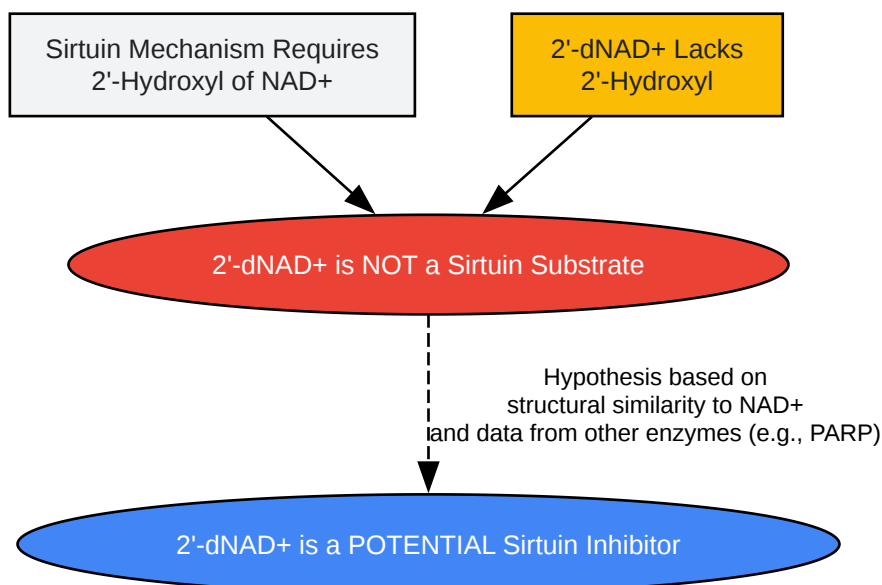 Sirtuin Mechanism Requires
2'-Hydroxyl of NAD+
2'-dNAD+ Lacks
2'-Hydroxyl
2'-dNAD+ is NOT a Sirtuin Substrate
Hypothesis based on
structural similarity to NAD+
and data from other enzymes (e.g., PARP)
2'-dNAD+ is a POTENTIAL Sirtuin Inhibitor